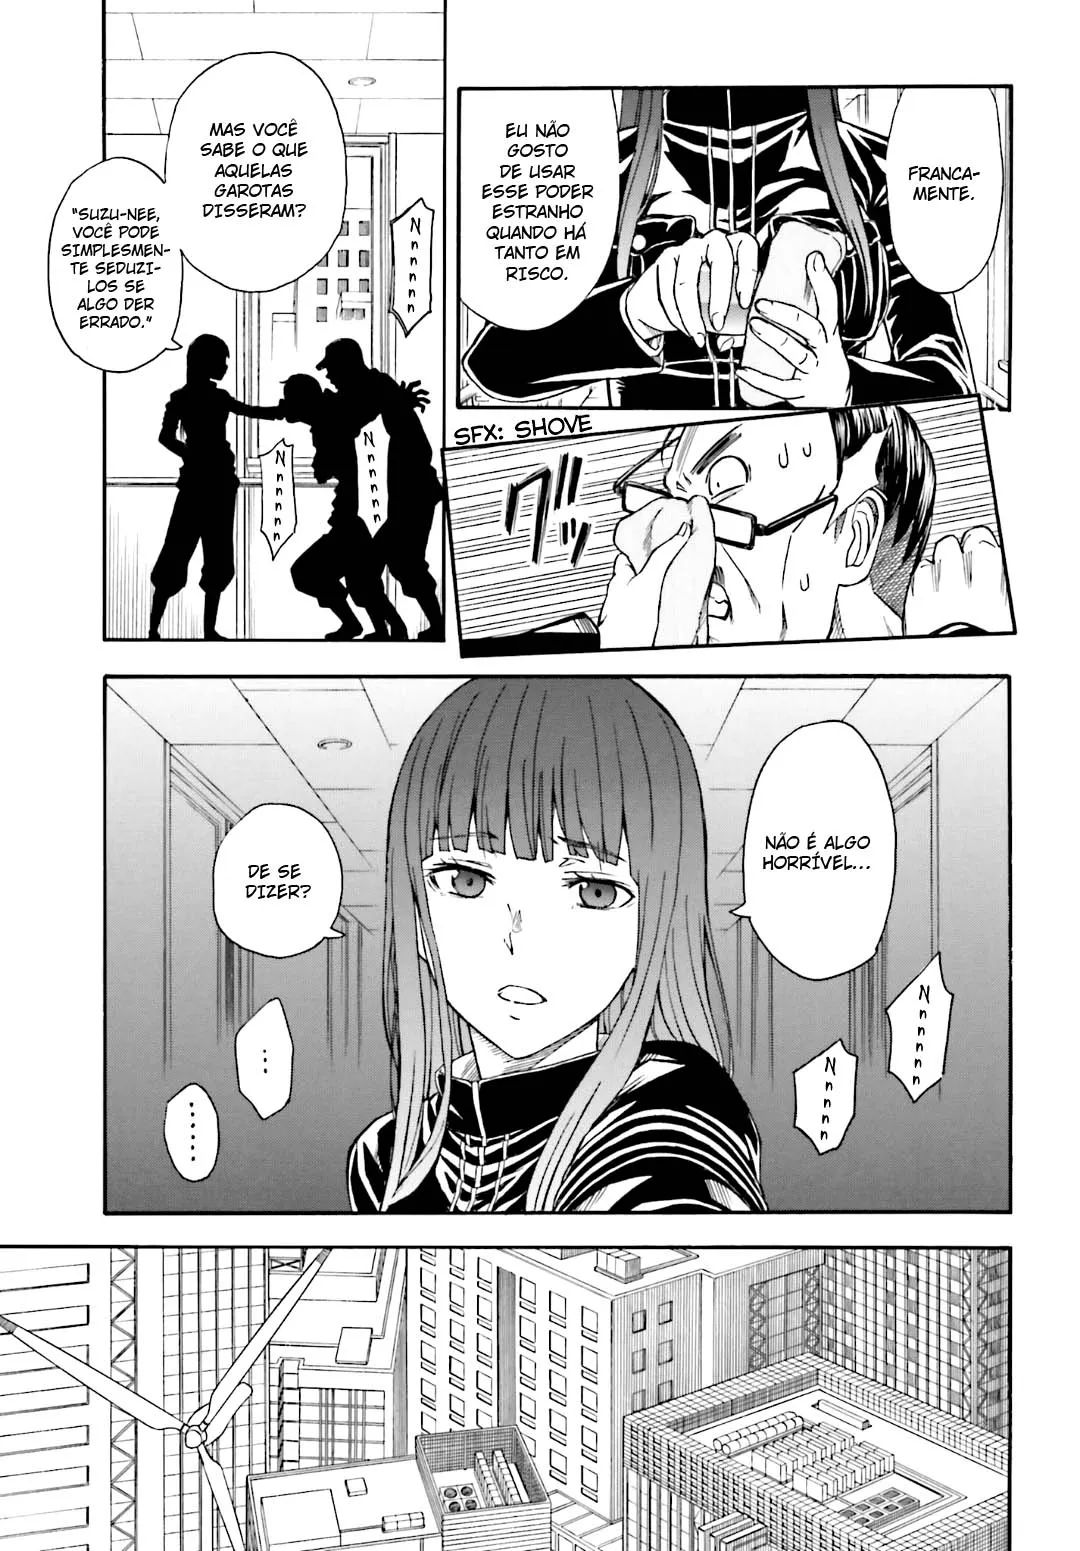 FRANCA-
MENTE.
EU NÃO
GOSTO
DE USAR
ESSE PODER
ESTRANHO
QUANDO HÁ
TANTO EM
RISCO.
SFX: SHOVE
グッ
MAS VOCÊ
SABE O QUE
AQUELAS
GAROTAS
DISSERAM?
"SUZU-NEE,
VOCÊ PODE
SIMPLESMEN-
TE SEDUZI-
LOS SE
ALGO DER
ERRADO."
Nnnnnn
Nnnnnn
Nnnnnn
NÃO É ALGO
HORRÍVEL...
DE SE
DIZER?
Nnnnnn
Nnnnn
...
......